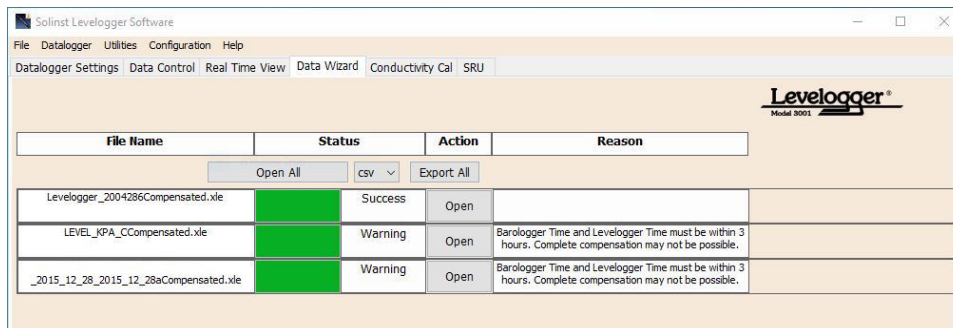 Solinst Levelogger Software
File Datalogger Utilities Configuration Help
Datalogger Settings Data Control Real Time View Data Wizard Conductivity Cal SRU
Levelogger®
Model 3001
File Name Status Action Reason
Open All csv Export All
Levelogger_2004286Compensated.xle Success Open
LEVEL_KPA_CCompensated.xle Warning Open Barologger Time and Levelogger Time must be within 3
hours. Complete compensation may not be possible.
_2015_12_28_2015_12_28aCompensated.xle Warning Open Barologger Time and Levelogger Time must be within 3
hours. Complete compensation may not be possible.